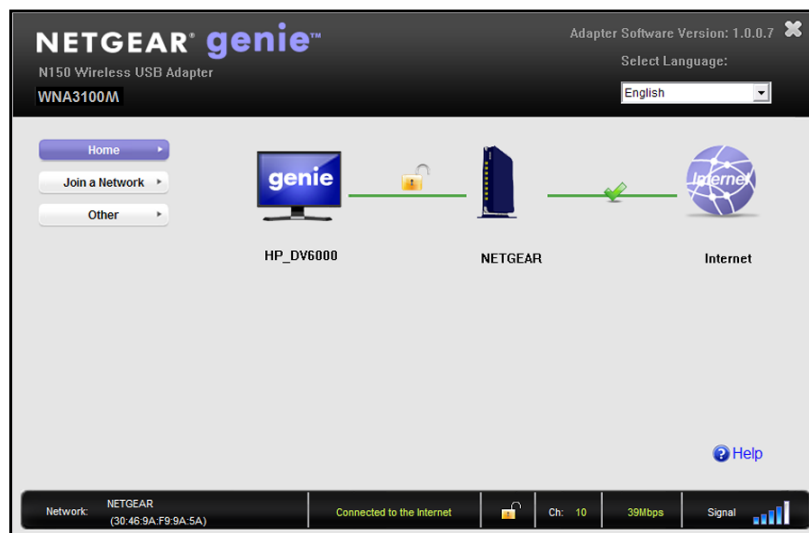 NETGEAR® genie™
Adapter Software Version: 1.0.0.7
Select Language:
N150 Wireless USB Adapter
WNA3100M
English
Home
Join a Network
Other
genie
Internet
HP_DV6000
NETGEAR
Internet
? Help
Network: NETGEAR
(30:46:9A:F9:9A:5A)
Connected to the Internet
Ch: 10
39Mbps
Signal